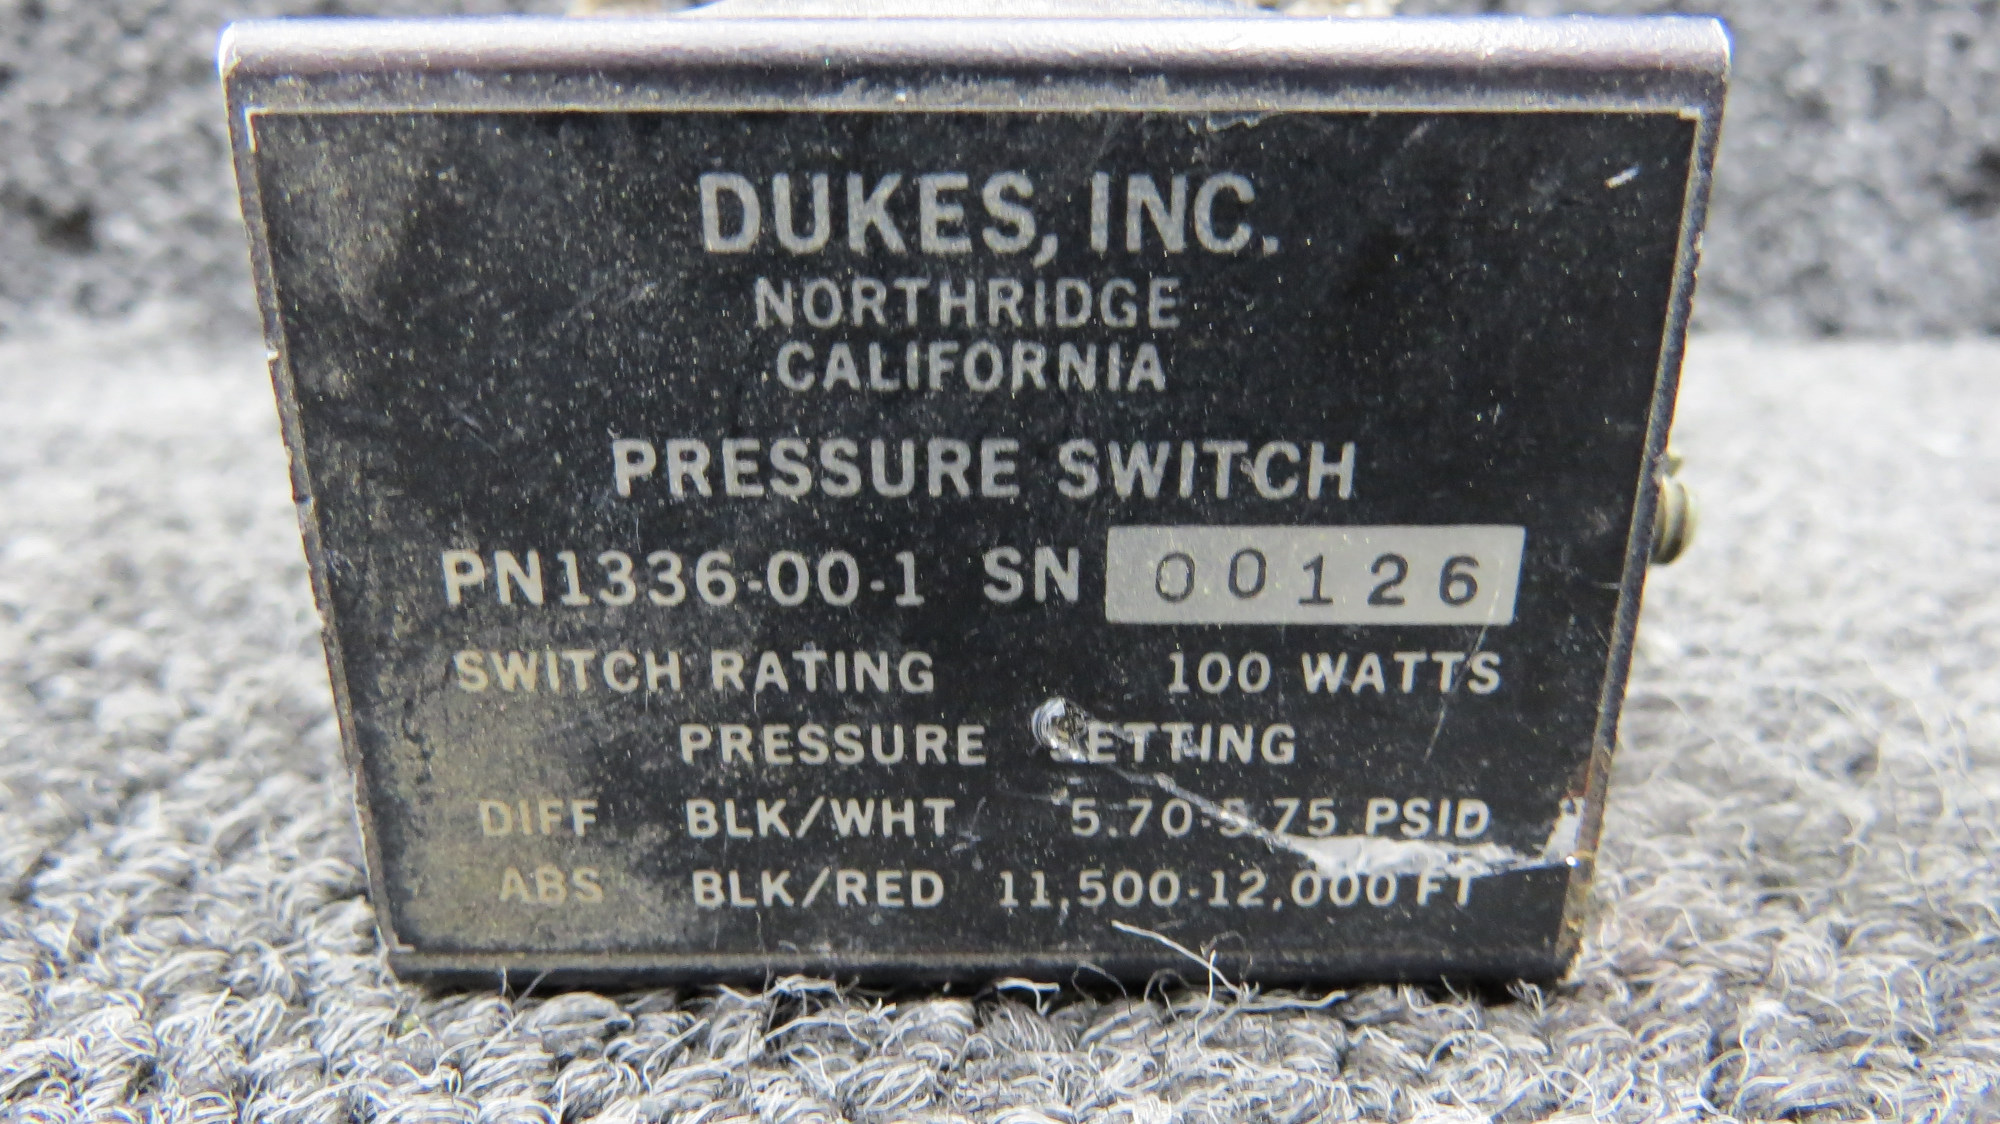 DUKES, INC.
NORTHRIDGE
CALIFORNIA
PRESSURE SWITCH
PN1336-00-1 SN 00126
SWITCH RATING 100 WATTS
PRESSURE SETTING
DIFF BLK/WHT 5.70-5.75 PSID
ABS BLK/RED 11,500-12,000 FT